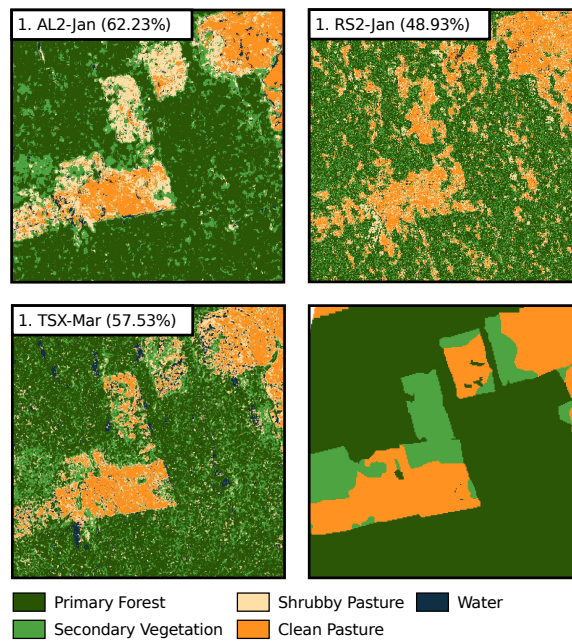 1. AL2-Jan (62.23%)
1. RS2-Jan (48.93%)
1. TSX-Mar (57.53%)
Primary Forest
Shrubby Pasture
Water
Secondary Vegetation
Clean Pasture